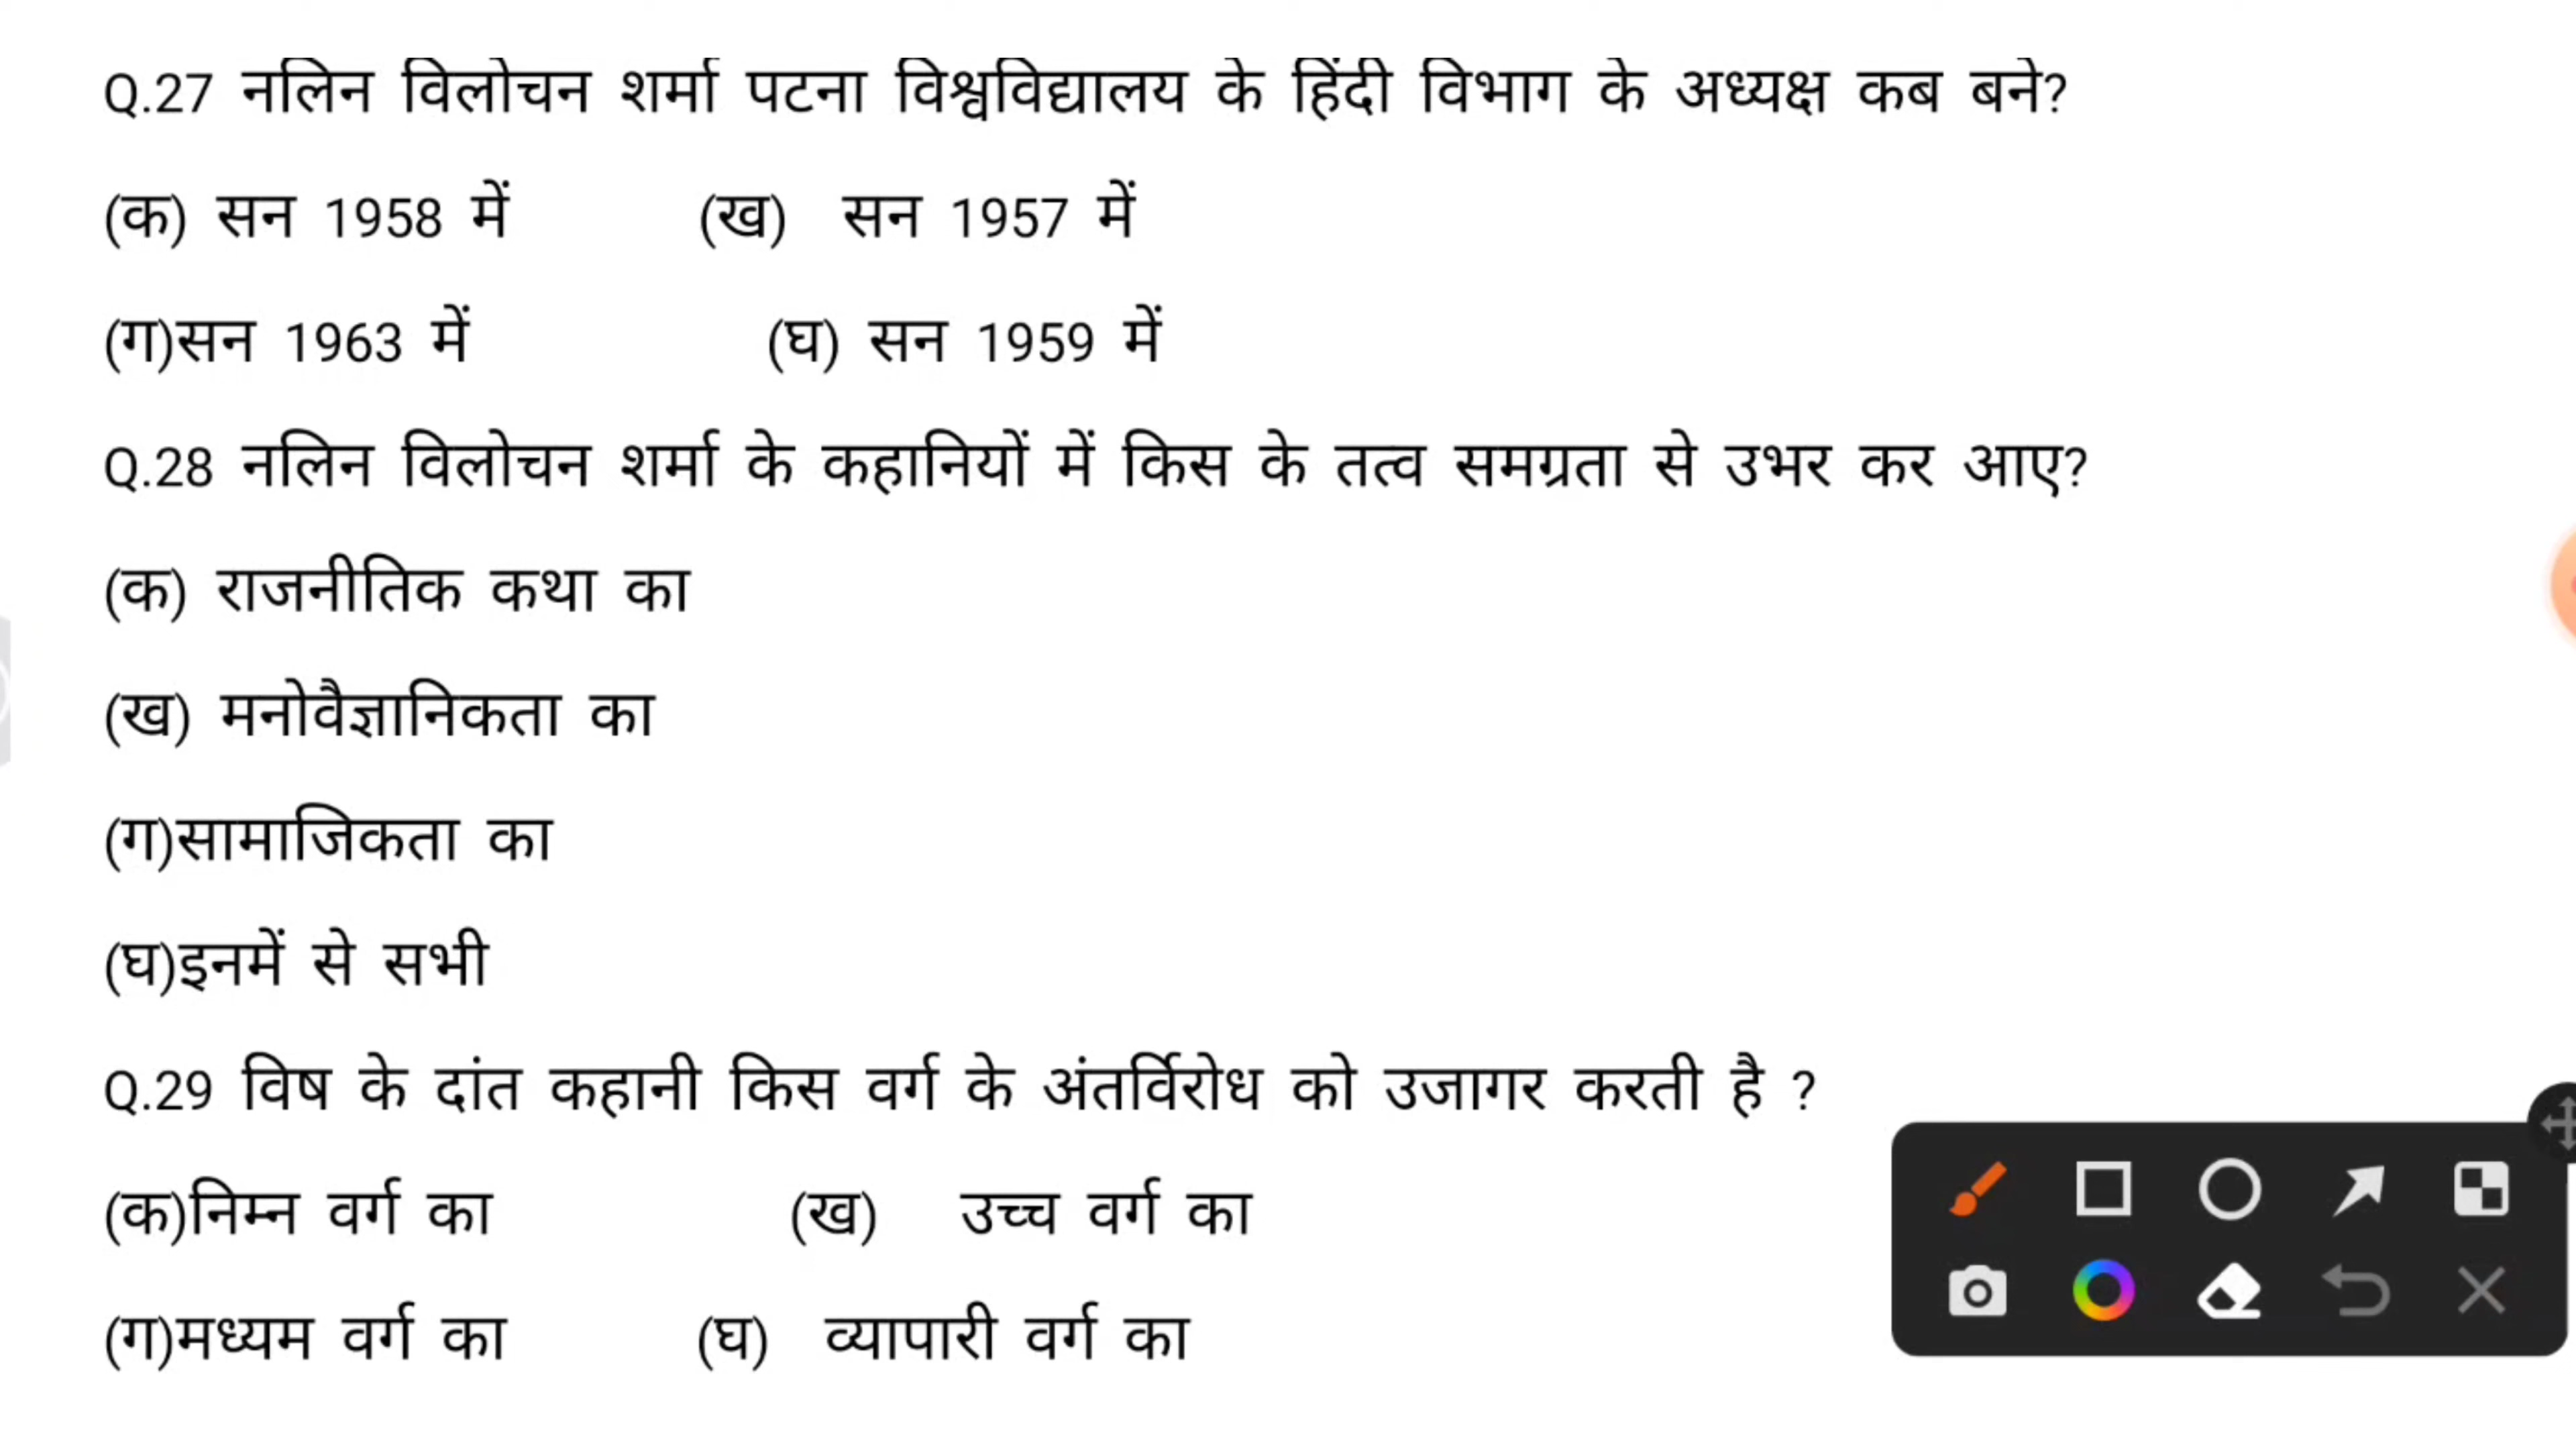 Q.27 नलिन विलोचन शर्मा पटना विश्वविद्यालय के हिंदी विभाग के अध्यक्ष कब बने?
(क) सन 1958 में (ख) सन 1957 में
(ग)सन 1963 में (घ) सन 1959 में
Q.28 नलिन विलोचन शर्मा के कहानियों में किस के तत्व समग्रता से उभर कर आए?
(क) राजनीतिक कथा का
(ख) मनोवैज्ञानिकता का
(ग)सामाजिकता का
(घ)इनमें से सभी
Q.29 विष के दांत कहानी किस वर्ग के अंतर्विरोध को उजागर करती है ?
(क)निम्न वर्ग का (ख) उच्च वर्ग का
(ग)मध्यम वर्ग का (घ) व्यापारी वर्ग का